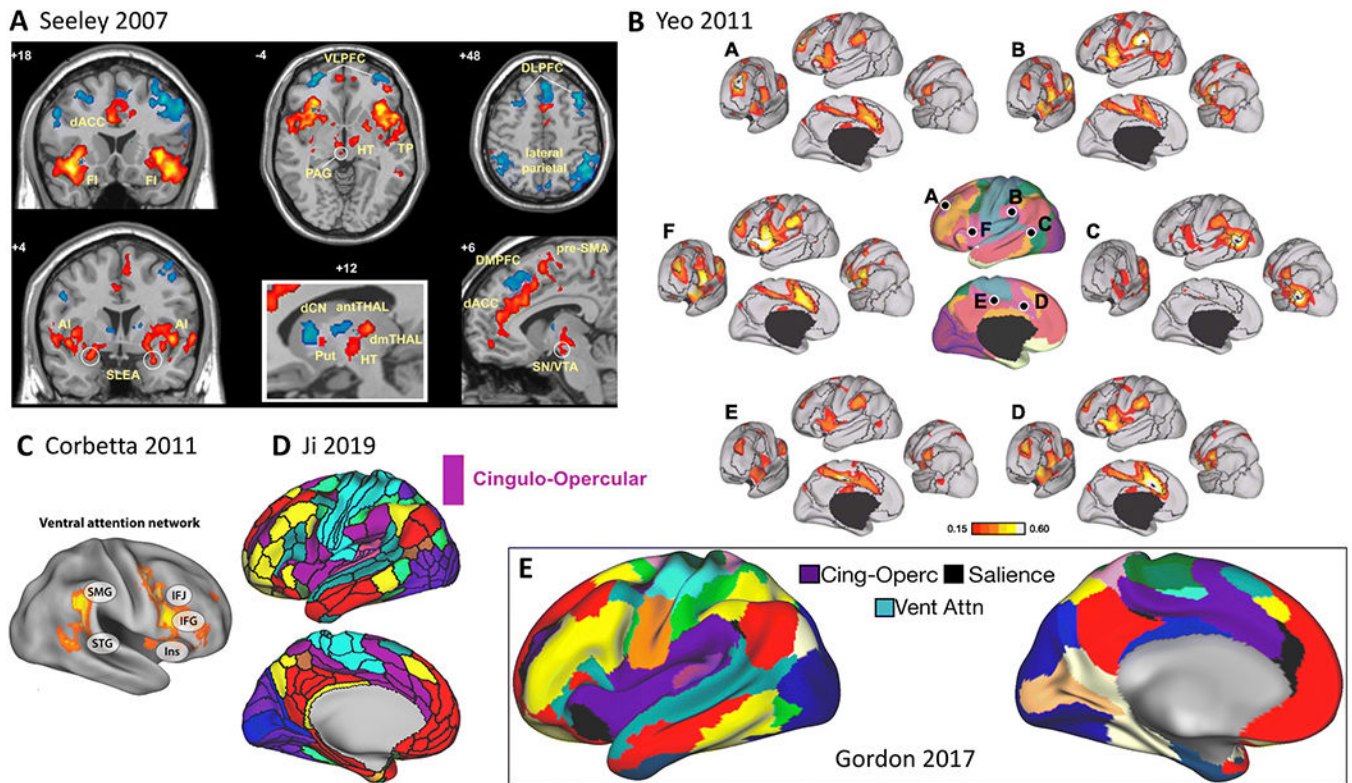 A Seeley 2007
+18
dACC
FI
FI
-4
VLPFC
PAG
HT
TP
+48
DLPFC
lateral
parietal
+4
AI
AI
SLEA
+12
dCN
antTHAL
dmTHAL
Put
HT
+6
DMPFC
pre-SMA
dACC
SN/VTA
B Yeo 2011
A
B
F
A
B
C
F
E
D
C
E
D
0.15
0.60
C Corbetta 2011
Ventral attention network
SMG
IFJ
IFG
STG
Ins
D Ji 2019
Cingulo-Opercular
E
Cing-Operc
Salience
Vent Attn
Gordon 2017